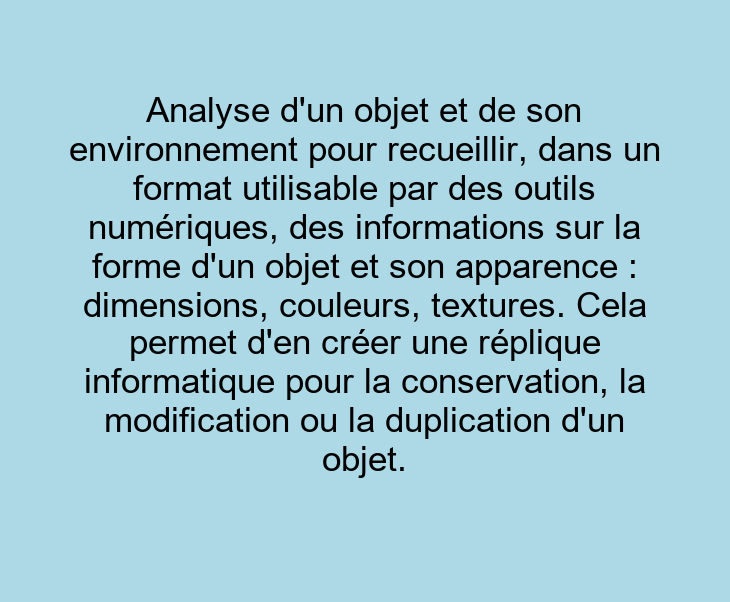 Analyse d'un objet et de son
environnement pour recueillir, dans un
format utilisable par des outils
numériques, des informations sur la
forme d'un objet et son apparence :
dimensions, couleurs, textures. Cela
permet d'en créer une réplique
informatique pour la conservation, la
modification ou la duplication d'un
objet.